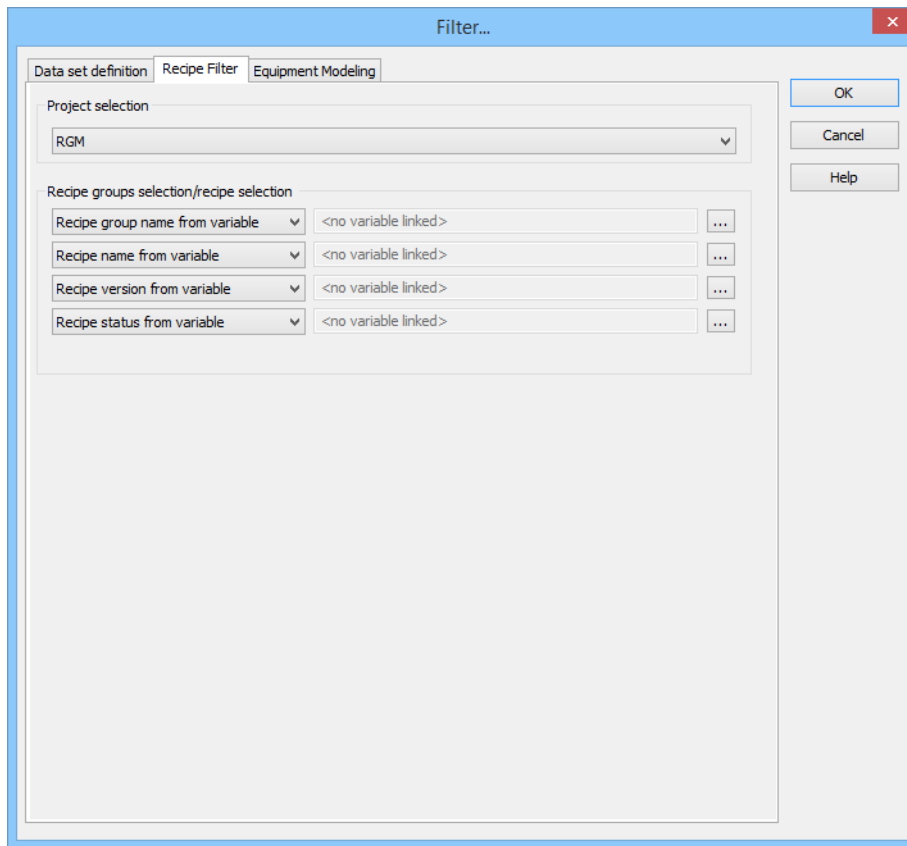 Filter...
Data set definition Recipe Filter Equipment Modeling
OK
Project selection
RGM
Cancel
Help
Recipe groups selection/recipe selection
Recipe group name from variable <no variable linked> ...
Recipe name from variable <no variable linked> ...
Recipe version from variable <no variable linked> ...
Recipe status from variable <no variable linked> ...